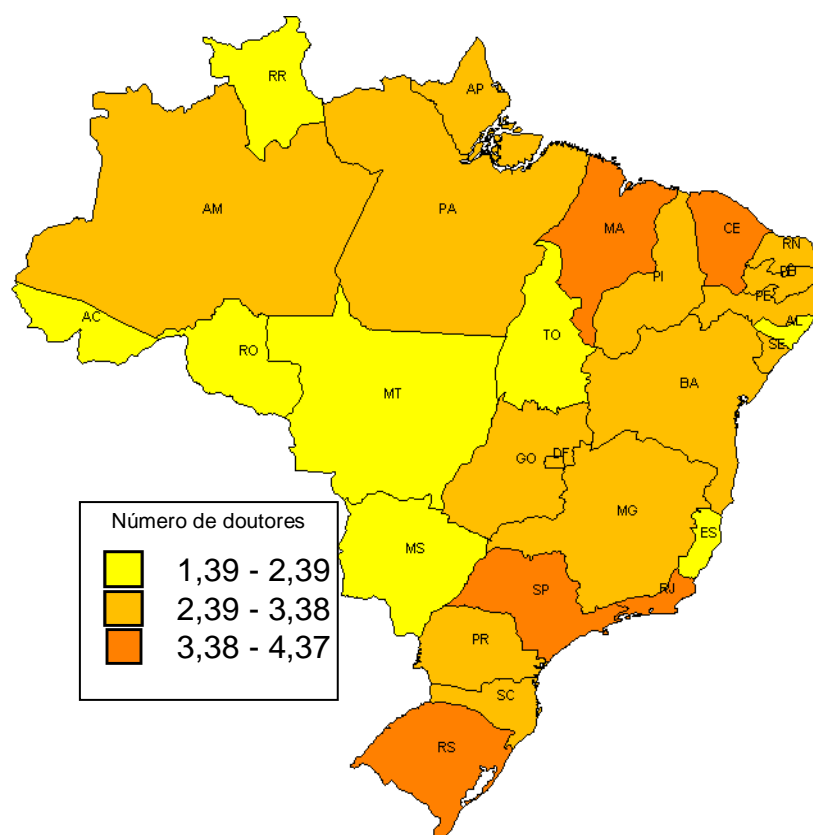 RR
AP
AM
PA
MA
CE
RN
PI
PE
AC
AL
TO
SE
RO
BA
MT
GO
DF
MG
ES
MS
SP
RJ
PR
SC
RS
Número de doutores
1,39 - 2,39
2,39 - 3,38
3,38 - 4,37